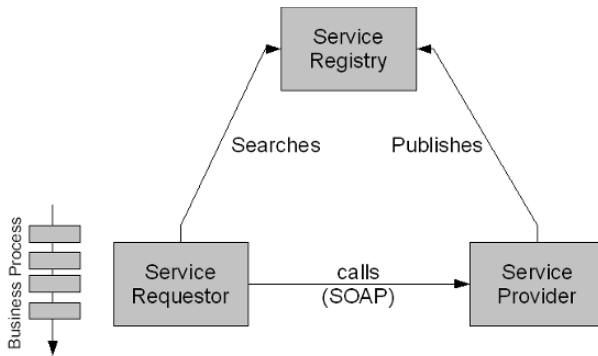 Service
Registry
Searches
Publishes
Business Process
Service
Requestor
calls
(SOAP)
Service
Provider